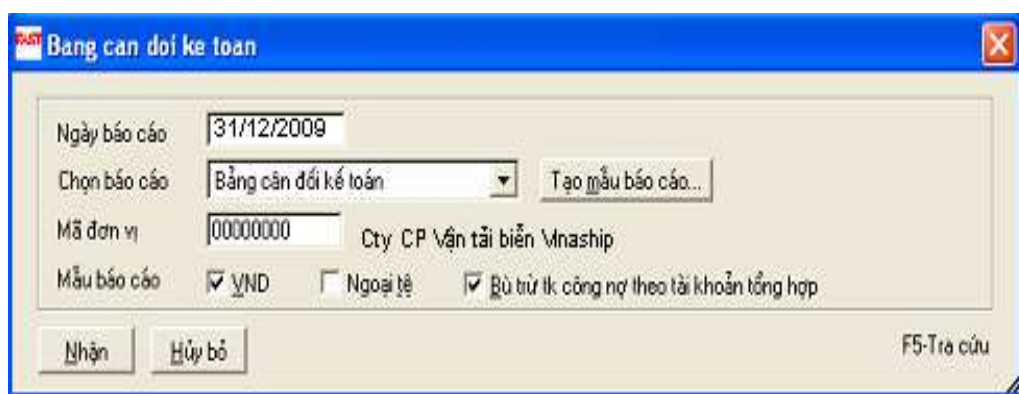 FAST Bang can doi ke toan
Ngày báo cáo 31/12/2009
Chọn báo cáo Bảng cân đối kế toán Tạo mẫu báo cáo...
Mã đơn vị 00000000 Cty CP Vận tải biển Vinaship
Mẫu báo cáo VND Ngoại tệ Bù trừ tk công nợ theo tài khoản tổng hợp
Nhận Hủy bỏ F5-Tra cứu